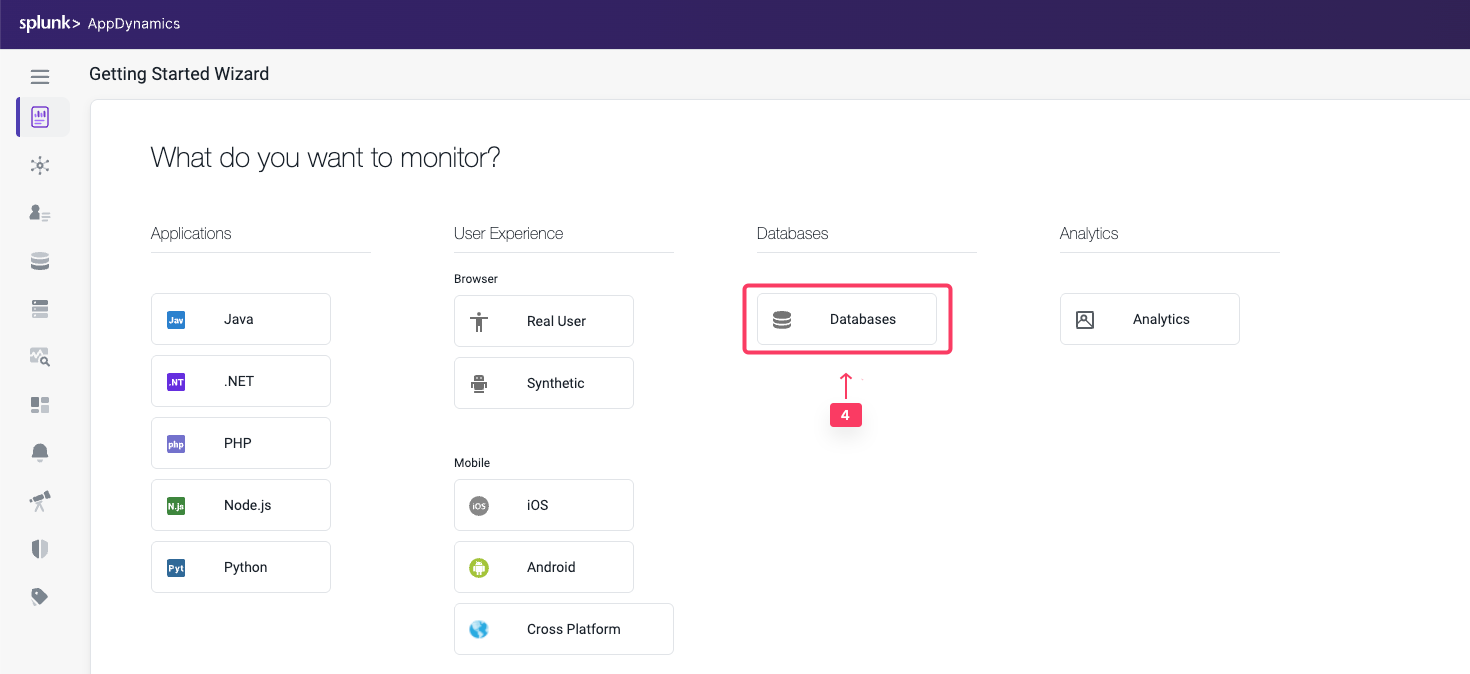 splunk> AppDynamics
Getting Started Wizard
What do you want to monitor?
Applications
Jav Java
.NT .NET
php PHP
N.js Node.js
Pyt Python
User Experience
Browser
Real User
Synthetic
Mobile
iOS iOS
Android
Cross Platform
Databases
Databases
4
Analytics
Analytics